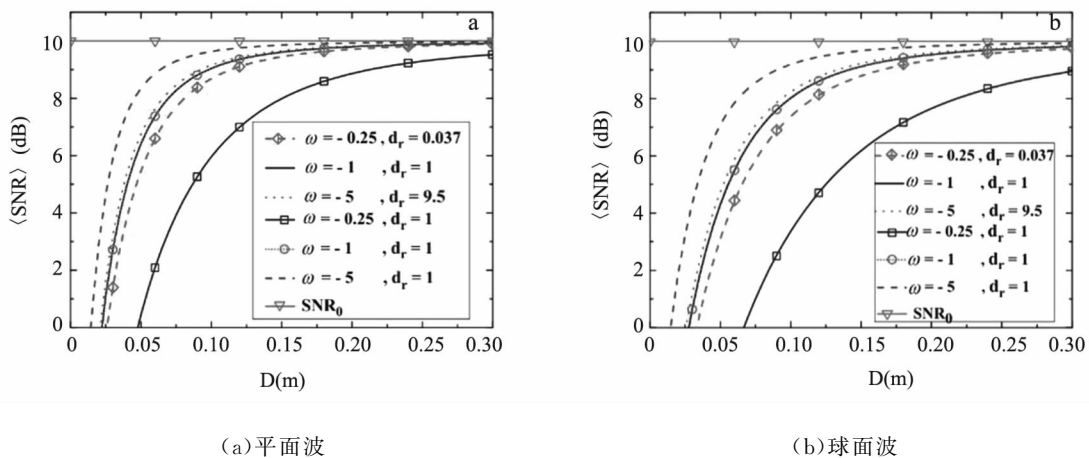 a
⟨SNR⟩ (dB)
10
8
6
4
2
0
ω = - 0.25 , dr = 0.037
ω = - 1 , dr = 1
ω = - 5 , dr = 9.5
ω = - 0.25 , dr = 1
ω = - 1 , dr = 1
ω = - 5 , dr = 1
SNR0
0 0.05 0.10 0.15 0.20 0.25 0.30
D(m)
(a)平面波
b
⟨SNR⟩ (dB)
10
8
6
4
2
0
ω = - 0.25 , dr = 0.037
ω = - 1 , dr = 1
ω = - 5 , dr = 9.5
ω = - 0.25 , dr = 1
ω = - 1 , dr = 1
ω = - 5 , dr = 1
SNR0
0 0.05 0.10 0.15 0.20 0.25 0.30
D(m)
(b)球面波